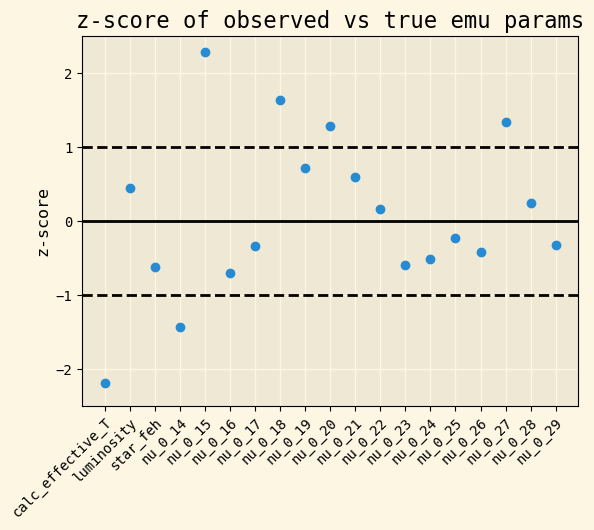 z-score of observed vs true emu params
z-score
2
1
0
−1
−2
calc_effective_T
luminosity
star_feh
nu_0_14
nu_0_15
nu_0_16
nu_0_17
nu_0_18
nu_0_19
nu_0_20
nu_0_21
nu_0_22
nu_0_23
nu_0_24
nu_0_25
nu_0_26
nu_0_27
nu_0_28
nu_0_29